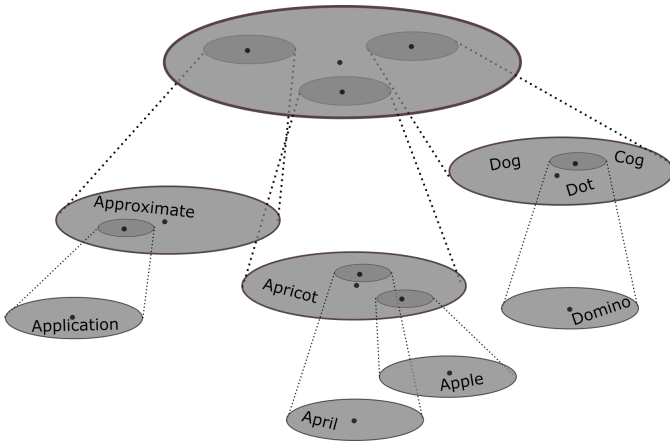 Dog
Cog
Dot
Approximate
Apricot
Application
Domino
Apple
April